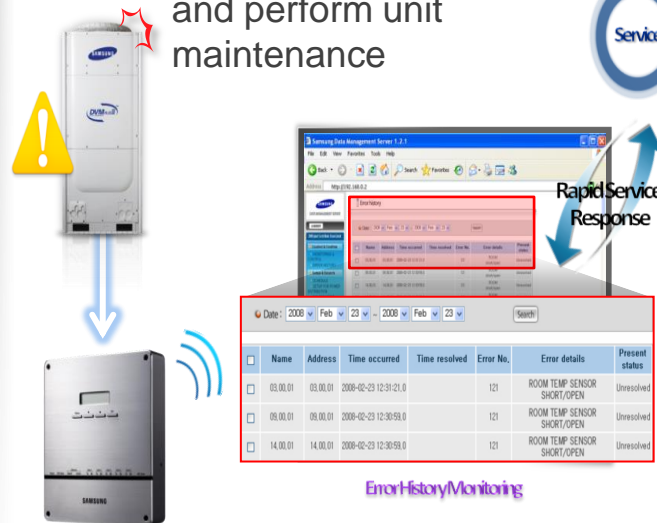 and perform unit
maintenance
Service
SAMSUNG
DVM
Samsung Data Management Server 1.2.1
File Edit View Favorites Tools Help
Back Search Favorites
Address http://192.168.0.2
Error history
Rapid Service
Response
Date : 2008 Feb 23 ~ 2008 Feb 23 Search
Name Address Time occurred Time resolved Error No. Error details Present status
03,00,01 03,00,01 2008-02-23 12:31:21.0 121 ROOM TEMP SENSOR SHORT/OPEN Unresolved
09,00,01 09,00,01 2008-02-23 12:30:59.0 121 ROOM TEMP SENSOR SHORT/OPEN Unresolved
14,00,01 14,00,01 2008-02-23 12:30:59.0 121 ROOM TEMP SENSOR SHORT/OPEN Unresolved
Error History Monitoring
SAMSUNG